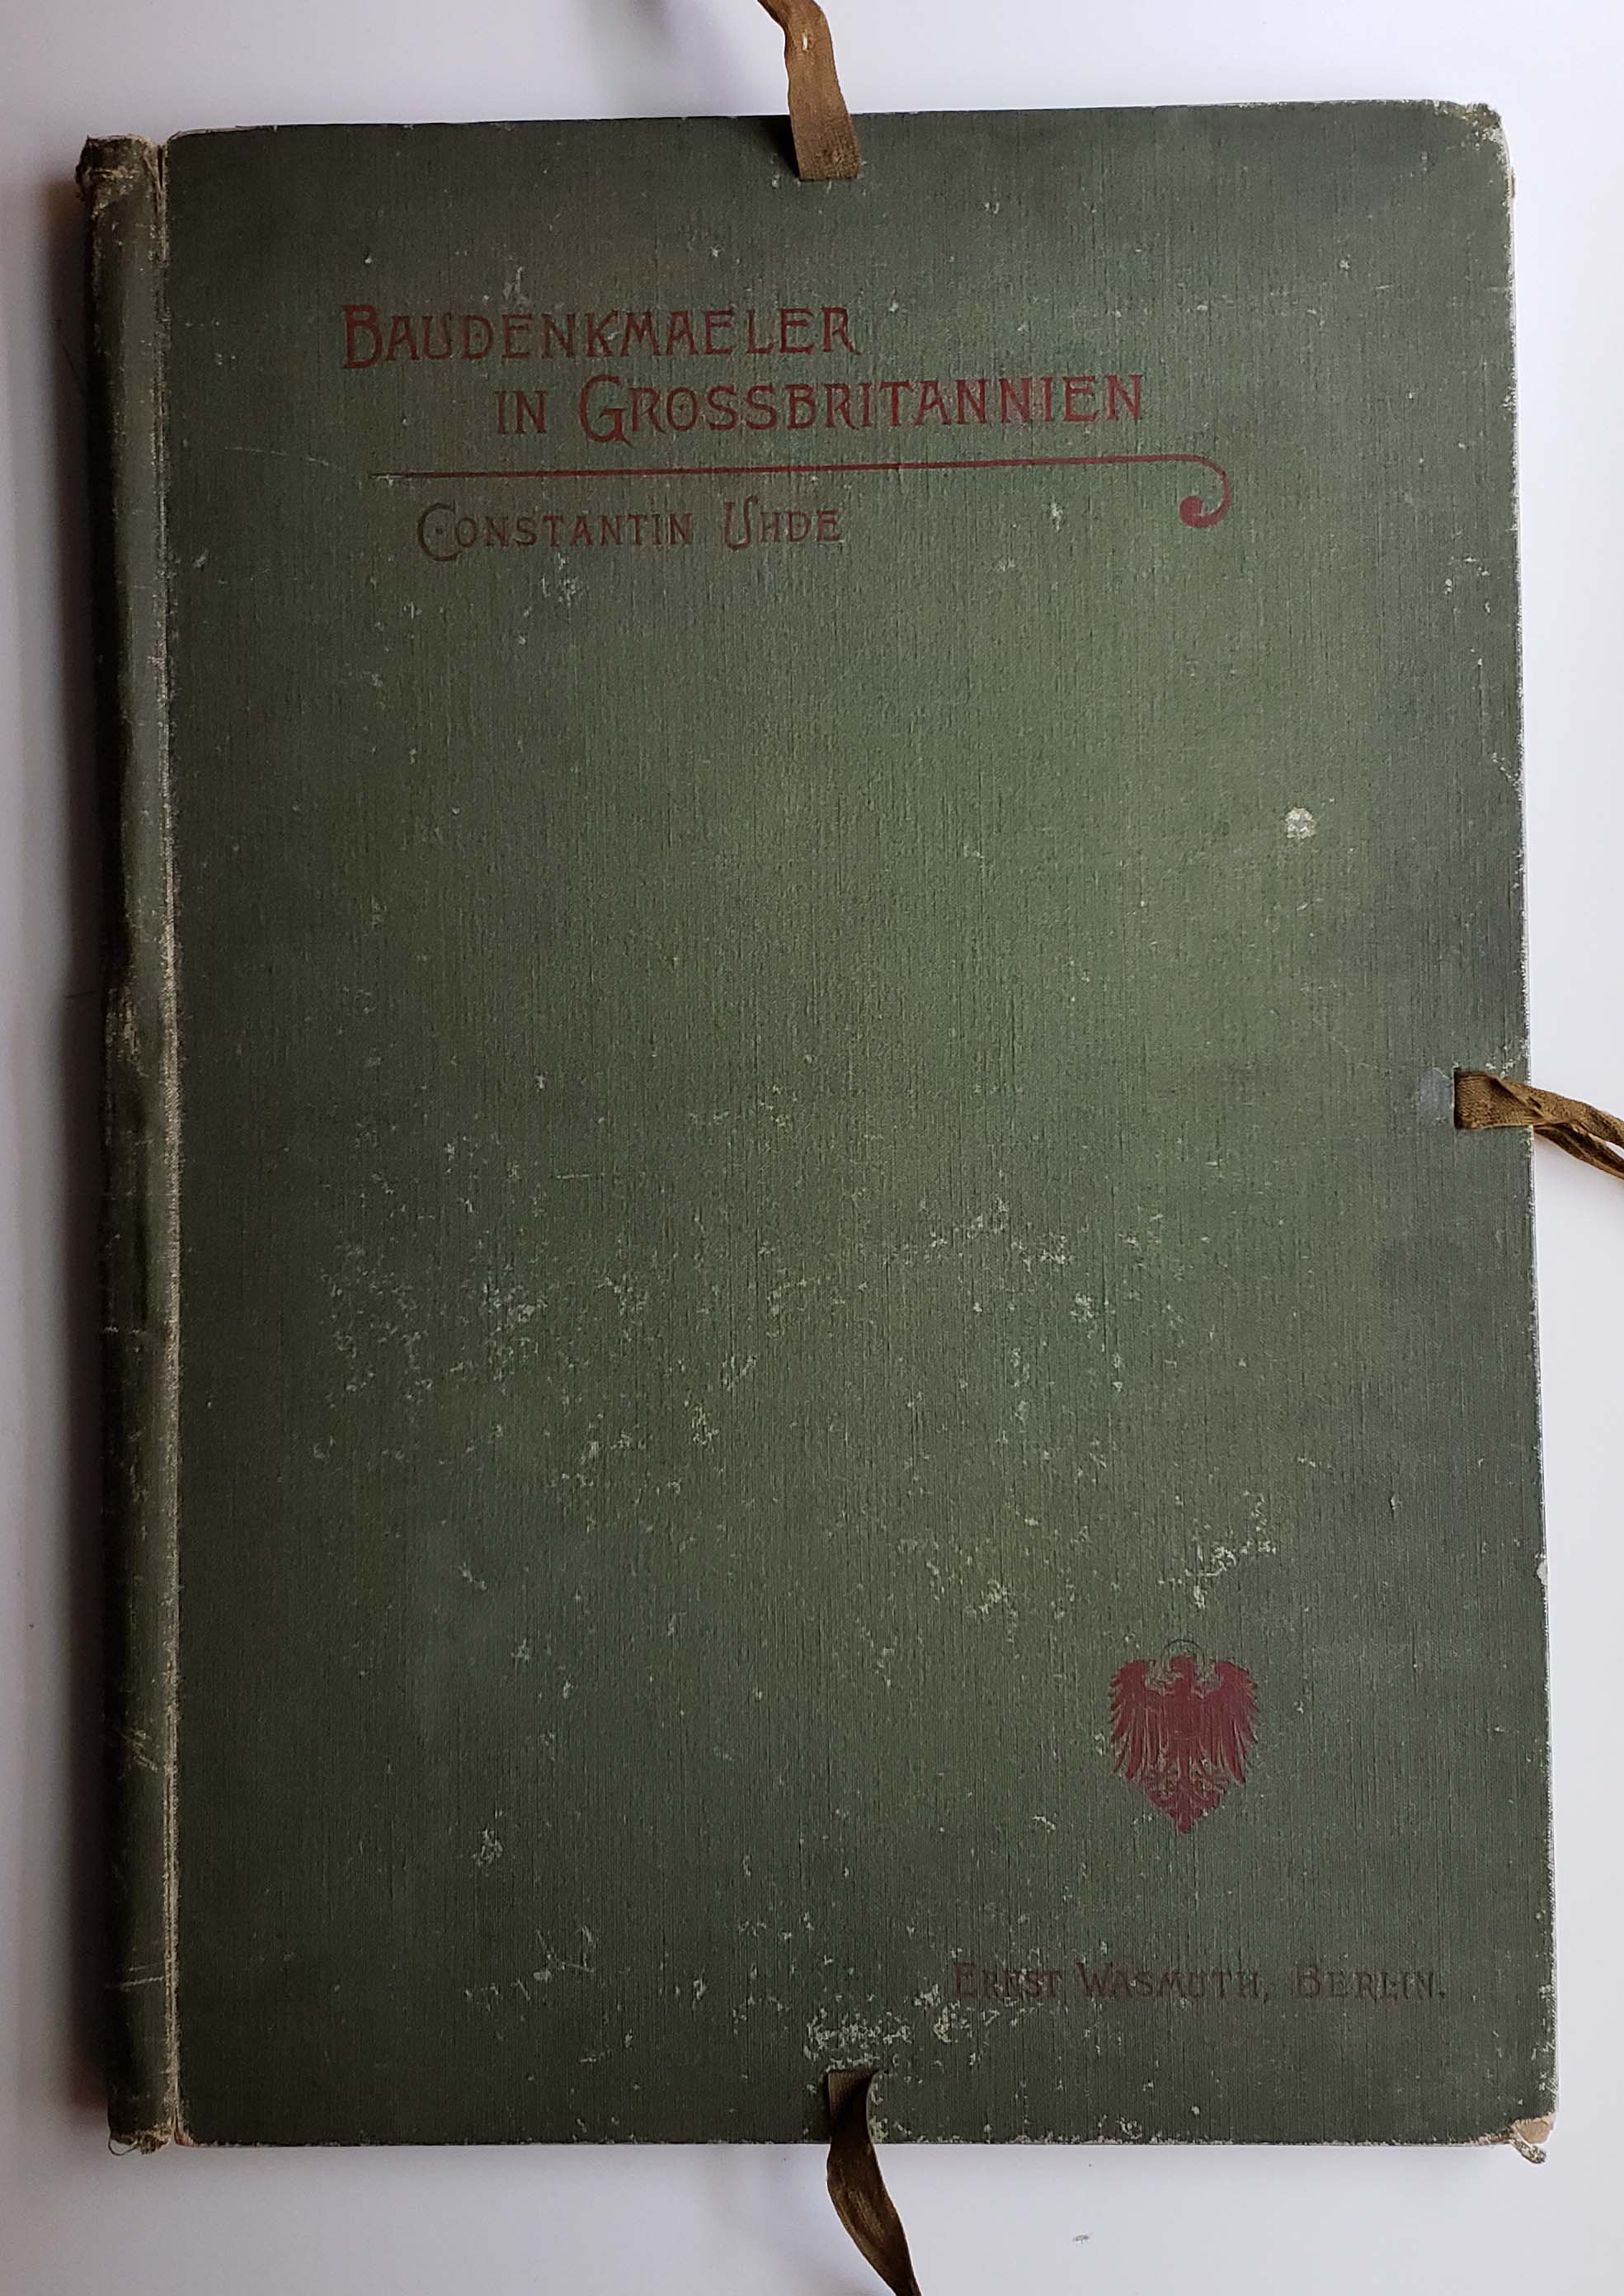 BAUDENKMAELER
IN GROSSBRITANNIEN
CONSTANTIN UHDE
ERNST WASMUTH, BERLIN.